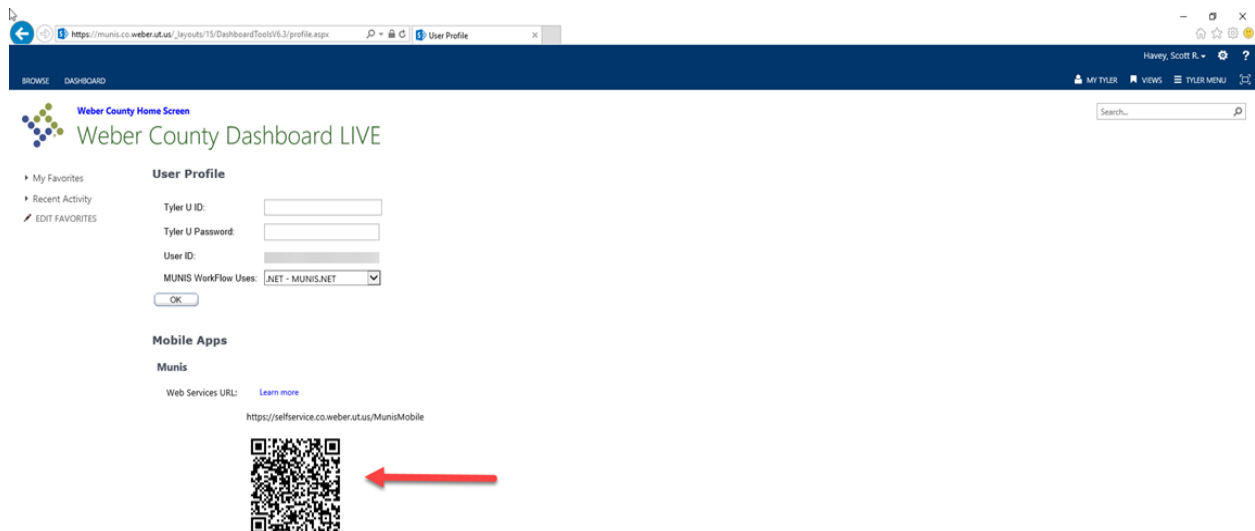 https://munis.co.weber.ut.us/_layouts/15/DashboardToolsV6.3/profile.aspx
User Profile
Havey, Scott R.
?
BROWSE DASHBOARD
MY TYLER VIEWS TYLER MENU
Weber County Home Screen
Weber County Dashboard LIVE
Search...
My Favorites
Recent Activity
EDIT FAVORITES
User Profile
Tyler U ID:
Tyler U Password:
User ID:
MUNIS WorkFlow Uses: .NET - MUNIS.NET
OK
Mobile Apps
Munis
Web Services URL: Learn more
https://selfservice.co.weber.ut.us/MunisMobile